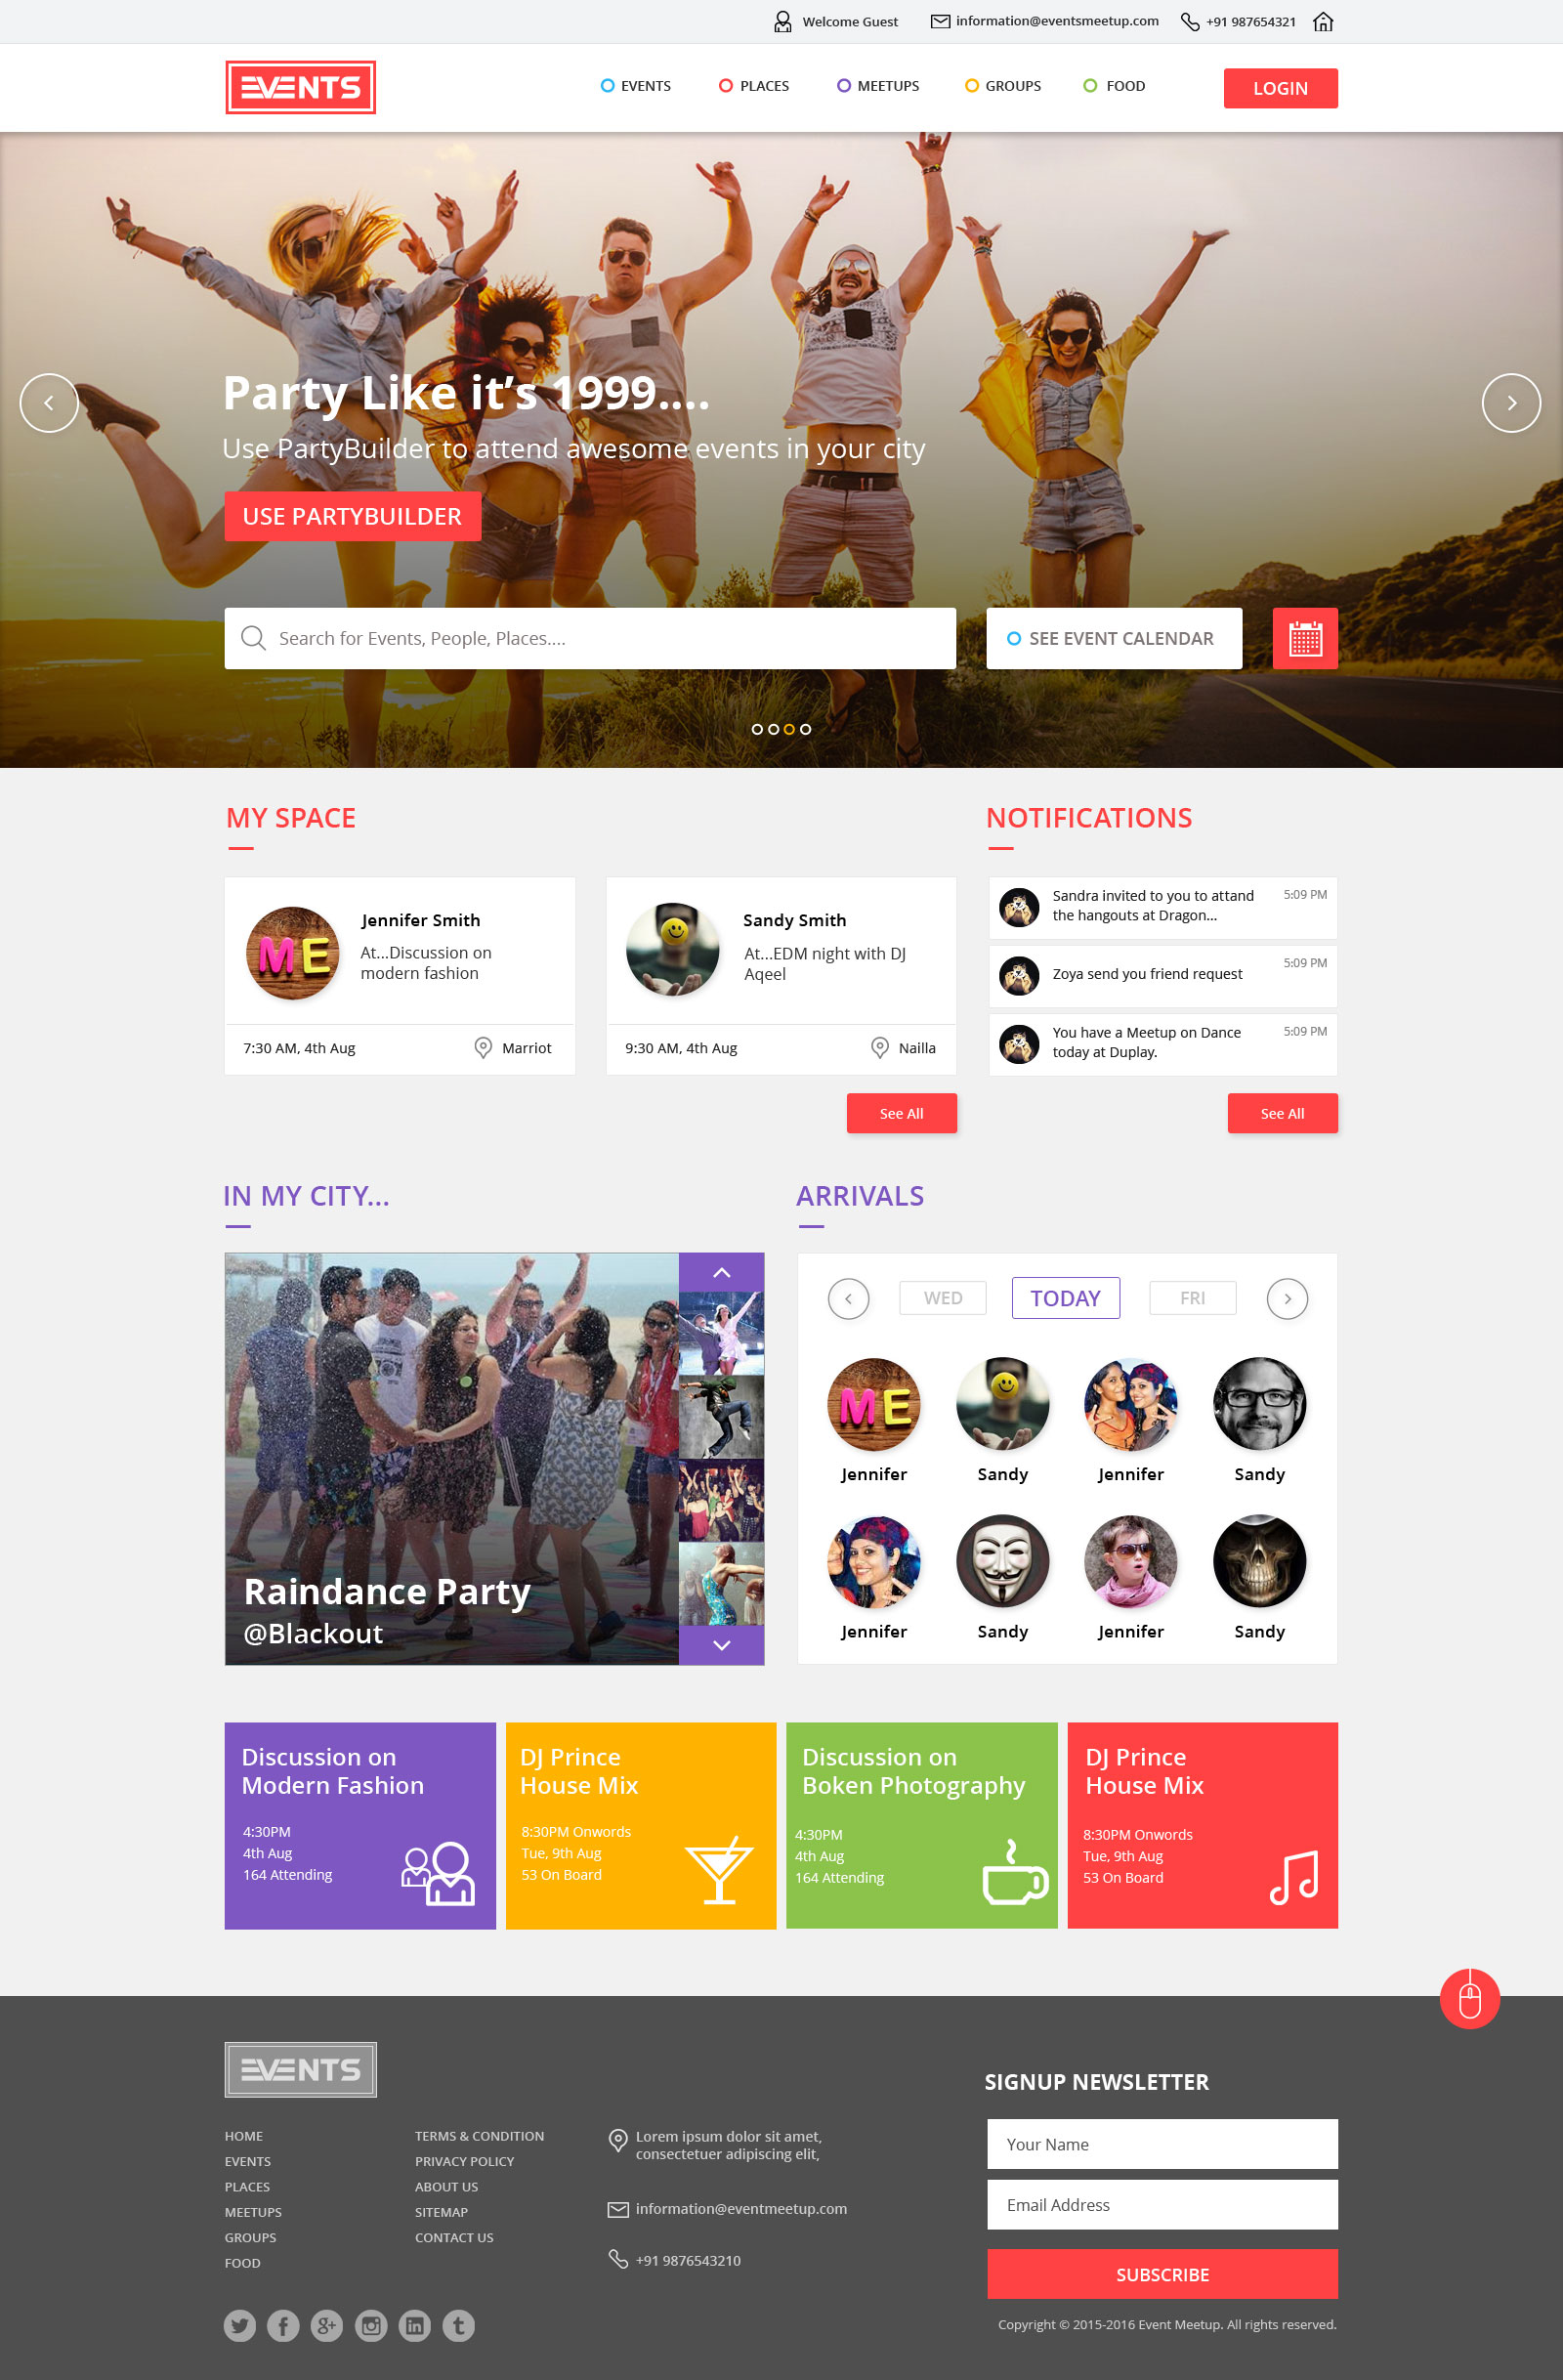 Welcome Guest
information@eventsmeetup.com
+91 987654321
EVENTS
EVENTS
PLACES
MEETUPS
GROUPS
FOOD
LOGIN
Party Like it’s 1999....
Use PartyBuilder to attend awesome events in your city
USE PARTYBUILDER
Search for Events, People, Places....
SEE EVENT CALENDAR
MY SPACE
Jennifer Smith
At...Discussion on
modern fashion
ME
7:30 AM, 4th Aug
Marriot
Sandy Smith
At...EDM night with DJ
Aqeel
9:30 AM, 4th Aug
Nailla
See All
NOTIFICATIONS
Sandra invited to you to attand
the hangouts at Dragon...
5:09 PM
Zoya send you friend request
5:09 PM
You have a Meetup on Dance
today at Duplay.
5:09 PM
See All
IN MY CITY...
Raindance Party
@Blackout
ARRIVALS
WED
TODAY
FRI
ME
Jennifer
Sandy
Jennifer
Sandy
Jennifer
Sandy
Jennifer
Sandy
Discussion on
Modern Fashion
4:30PM
4th Aug
164 Attending
DJ Prince
House Mix
8:30PM Onwords
Tue, 9th Aug
53 On Board
Discussion on
Boken Photography
4:30PM
4th Aug
164 Attending
DJ Prince
House Mix
8:30PM Onwords
Tue, 9th Aug
53 On Board
EVENTS
HOME
EVENTS
PLACES
MEETUPS
GROUPS
FOOD
TERMS & CONDITION
PRIVACY POLICY
ABOUT US
SITEMAP
CONTACT US
Lorem ipsum dolor sit amet,
consectetuer adipiscing elit,
information@eventmeetup.com
+91 9876543210
SIGNUP NEWSLETTER
Your Name
Email Address
SUBSCRIBE
Copyright © 2015-2016 Event Meetup. All rights reserved.